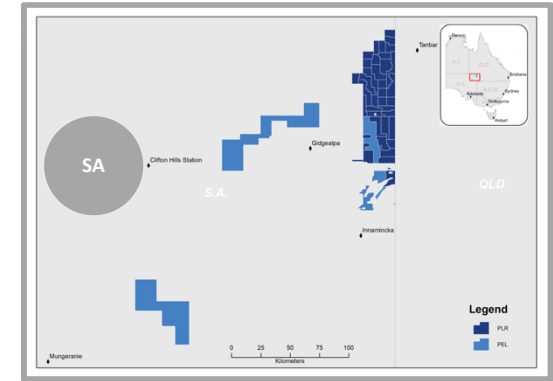 Tanbar
Darwin
Brisbane
Sydney
Adelaide
Melbourne
Hobart
Gidgealpa
SA
Clifton Hills Station
S.A.
QLD
Innamincka
Legend
PLR
PEL
0 25 50 75 100
Kilometers
Mungeranie